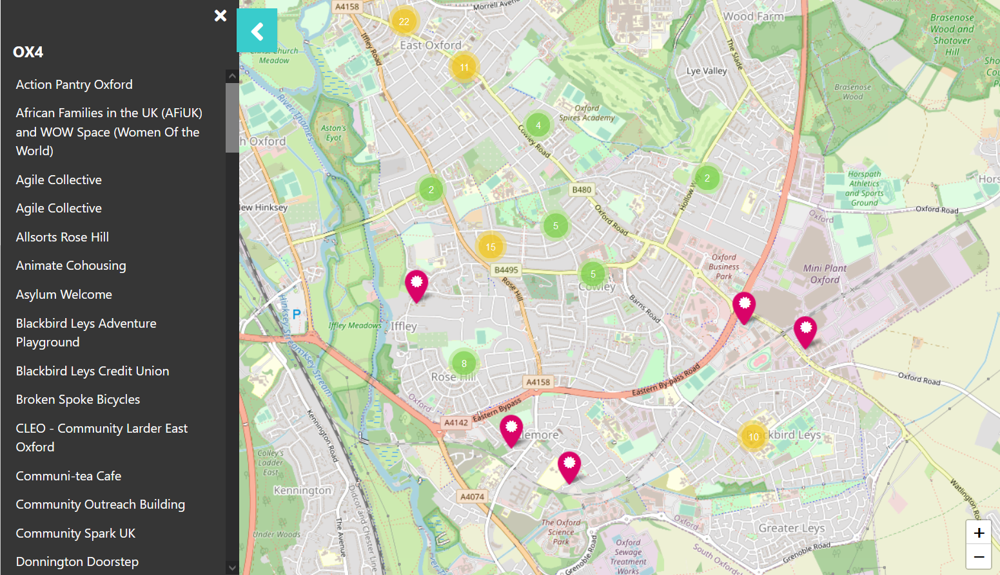 OX4
Action Pantry Oxford
African Families in the UK (AFiUK)
and WOW Space (Women Of the
World)
Agile Collective
Agile Collective
Allsorts Rose Hill
Animate Cohousing
Asylum Welcome
Blackbird Leys Adventure
Playground
Blackbird Leys Credit Union
Broken Spoke Bicycles
CLEO - Community Larder East
Oxford
Communi-tea Cafe
Community Outreach Building
Community Spark UK
Donnington Doorstep
A4158
Morrell Avenue
Wood Farm
Brasenose
Wood and
Shotover
Hill
22
East Oxford
Iffley Road
Church
Meadow
11
The Slade
Lye Valley
Brasenose
Wood
River Thames
Oxford
Spires Academy
4
Cowley Road
Aston's
Eyot
h Oxford
2
2
Hollow Way
B480
Horspath
Athletics
and Sports
Ground
Hors
New Hinksey
Oxford Road
Oxford Road
Oxford
5
15
B4495
Rose Hill
5
Cowley
Oxford
Business
Park
Mini Plant
Oxford
Barns Road
P
Iffley Meadows
Iffley
Hinksey Stream
Hinksey Stream
8
Rose Hill
A4158
Eastern By-pass Road
Oxford Road
Oxford
Eastern Bypass
A4142
lemore
10
Blackbird Leys
Kennington Road
Colley's
Ladder
East
Kennington
A4074
Didcot and Chester Line
Watlington Road
The Oxford
Science
Park
Oxford
Greater Leys
Under Woods
The Avenue
Grenoble Road
Grenoble Road
Oxford
Sewage
Treatment
Works
South Oxfords
+
−